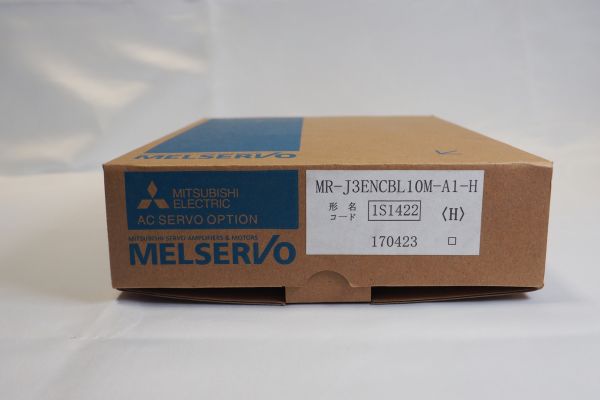 MELSERVO
MITSUBISHI
ELECTRIC
AC SERVO OPTION
MITSUBISHI SERVO AMPLIFIERS & MOTORS
MELSERVO
MR-J3ENCBL10M-A1-H
形名
コード
1S1422
〈H〉
170423